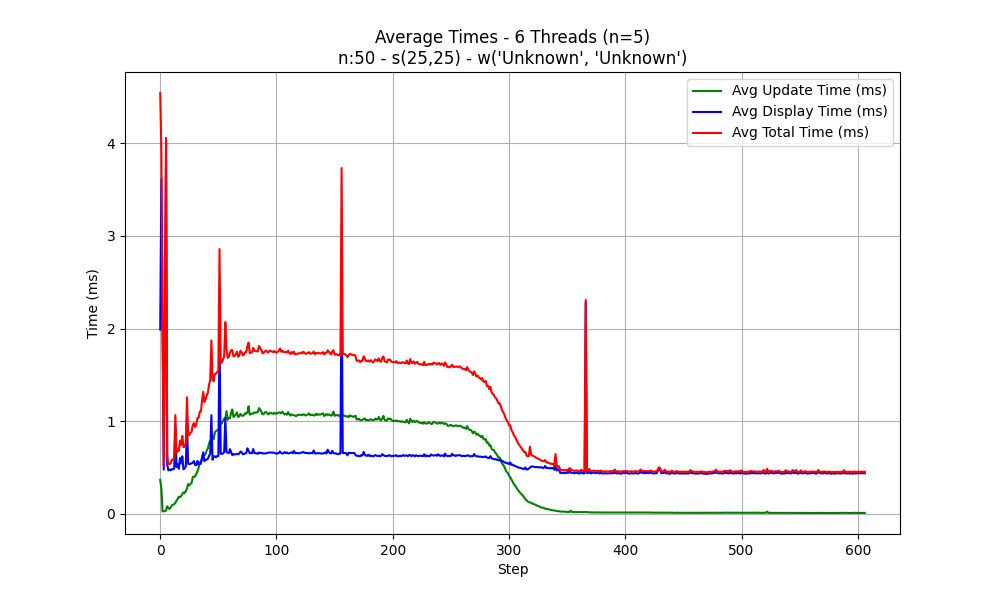 Average Times - 6 Threads (n=5)
n:50 - s(25,25) - w('Unknown', 'Unknown')
Avg Update Time (ms)
Avg Display Time (ms)
Avg Total Time (ms)
Time (ms)
4
3
2
1
0
0 100 200 300 400 500 600
Step